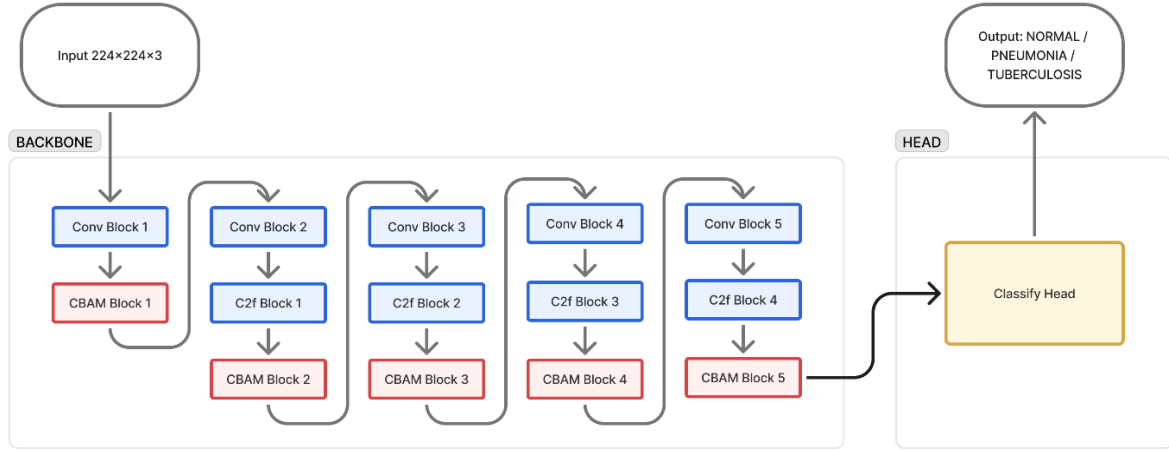 Input 224×224×3
Output: NORMAL /
PNEUMONIA /
TUBERCULOSIS
BACKBONE
HEAD
Conv Block 1
Conv Block 2
Conv Block 3
Conv Block 4
Conv Block 5
CBAM Block 1
C2f Block 1
C2f Block 2
C2f Block 3
C2f Block 4
Classify Head
CBAM Block 2
CBAM Block 3
CBAM Block 4
CBAM Block 5